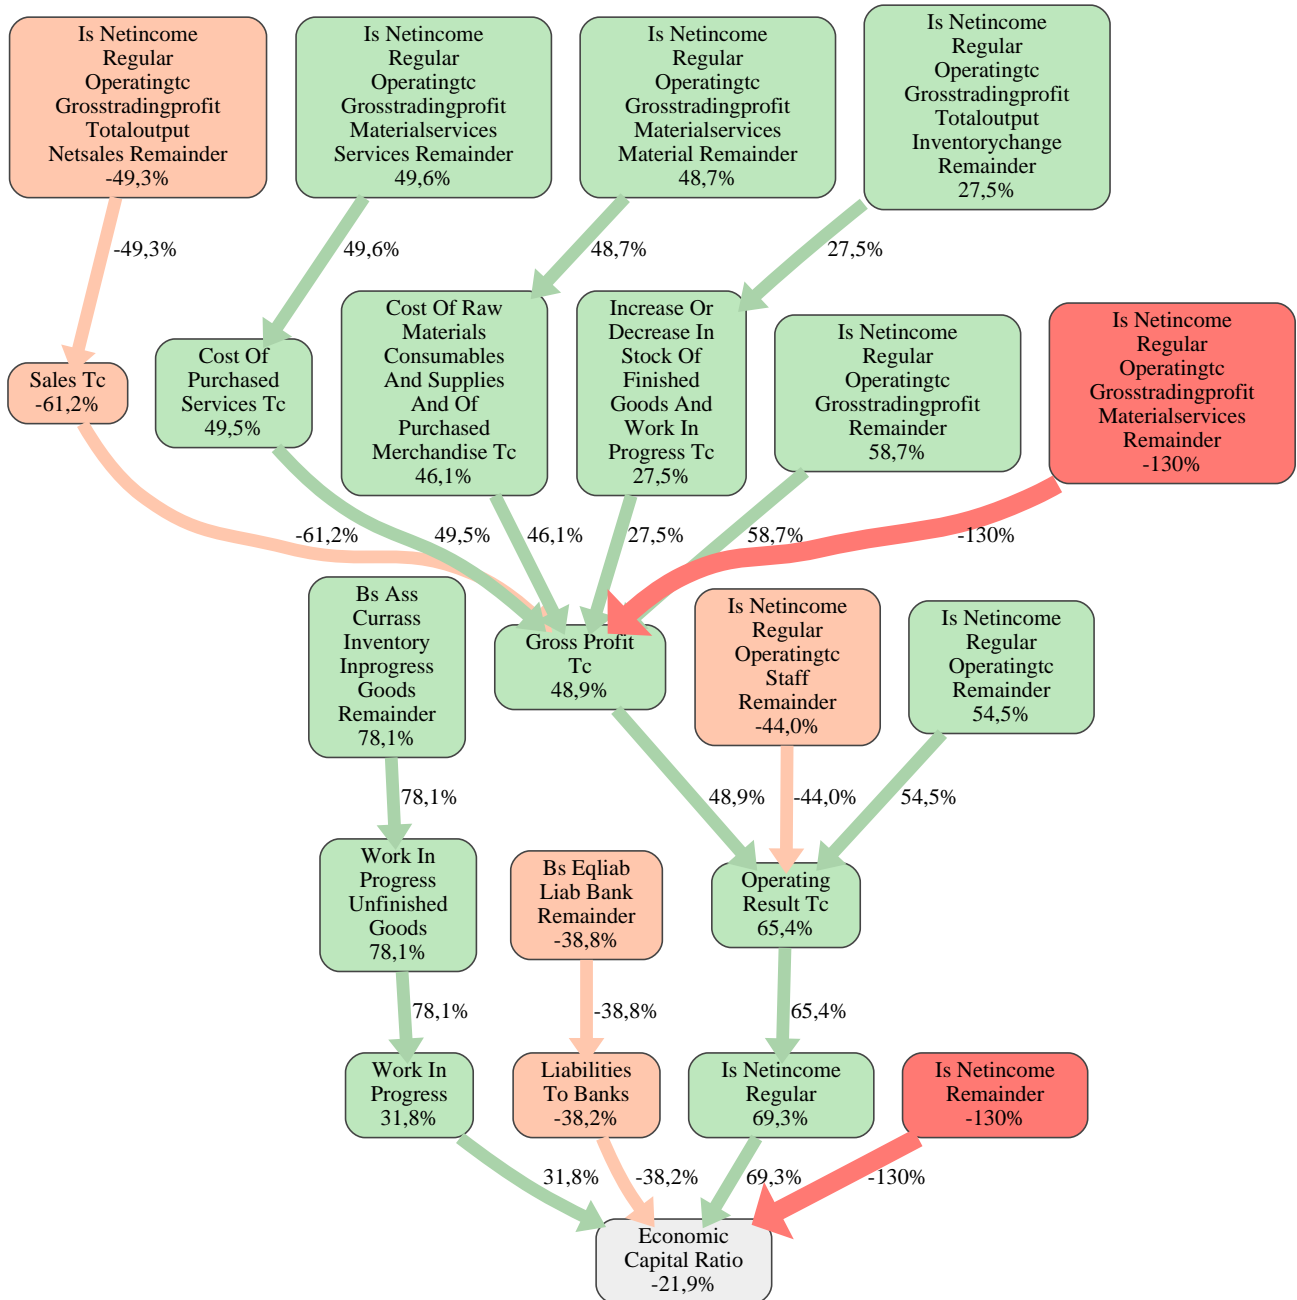 Is Netincome
Regular
Operatingtc
Grosstradingprofit
Totaloutput
Netsales Remainder
-49,3%
Is Netincome
Regular
Operatingtc
Grosstradingprofit
Materialservices
Services Remainder
49,6%
Is Netincome
Regular
Operatingtc
Grosstradingprofit
Materialservices
Material Remainder
48,7%
Is Netincome
Regular
Operatingtc
Grosstradingprofit
Totaloutput
Inventorychange
Remainder
27,5%
-49,3%
49,6%
48,7%
27,5%
Sales Tc
-61,2%
Cost Of
Purchased
Services Tc
49,5%
Cost Of Raw
Materials
Consumables
And Supplies
And Of
Purchased
Merchandise Tc
46,1%
Increase Or
Decrease In
Stock Of
Finished
Goods And
Work In
Progress Tc
27,5%
Is Netincome
Regular
Operatingtc
Grosstradingprofit
Remainder
58,7%
Is Netincome
Regular
Operatingtc
Grosstradingprofit
Materialservices
Remainder
-130%
-61,2%
49,5%
46,1%
27,5%
58,7%
-130%
Bs Ass
Currass
Inventory
Inprogress
Goods
Remainder
78,1%
Gross Profit
Tc
48,9%
Is Netincome
Regular
Operatingtc
Staff
Remainder
-44,0%
Is Netincome
Regular
Operatingtc
Remainder
54,5%
78,1%
48,9%
-44,0%
54,5%
Work In
Progress
Unfinished
Goods
78,1%
Bs Eqliab
Liab Bank
Remainder
-38,8%
Operating
Result Tc
65,4%
78,1%
-38,8%
65,4%
Work In
Progress
31,8%
Liabilities
To Banks
-38,2%
Is Netincome
Regular
69,3%
Is Netincome
Remainder
-130%
31,8%
-38,2%
69,3%
-130%
Economic
Capital Ratio
-21,9%